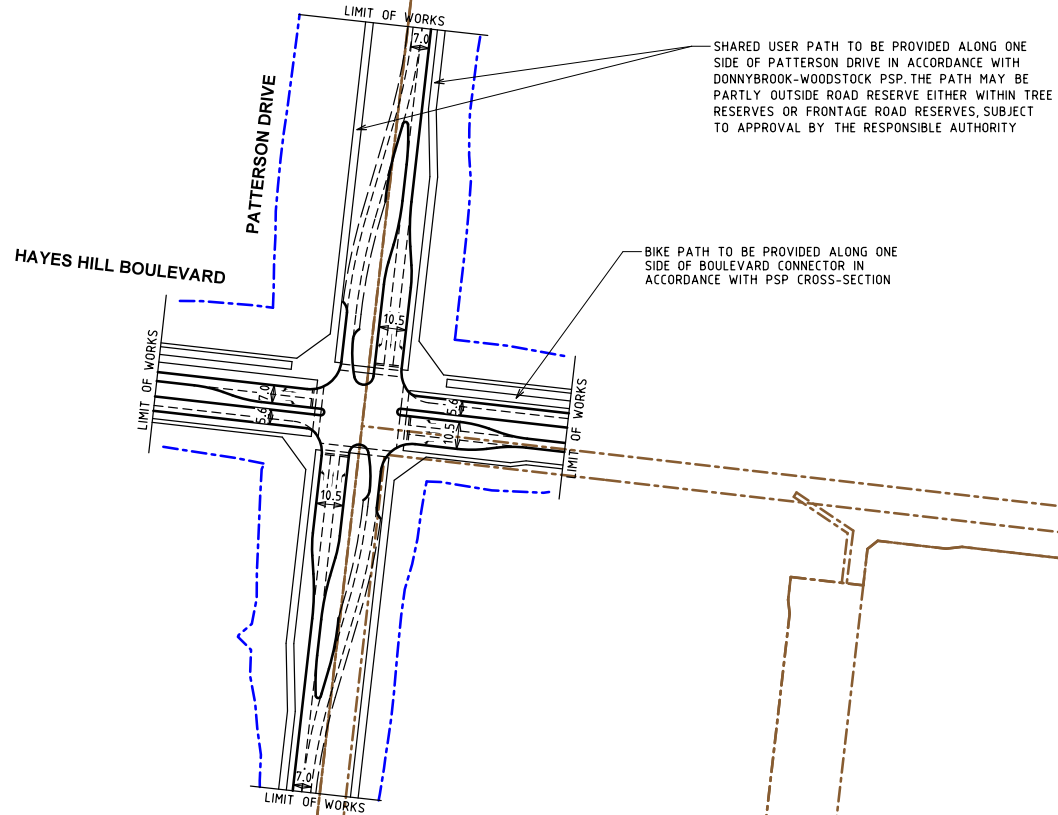 LIMIT OF WORKS
7.0
SHARED USER PATH TO BE PROVIDED ALONG ONE
SIDE OF PATTERSON DRIVE IN ACCORDANCE WITH
DONNYBROOK-WOODSTOCK PSP. THE PATH MAY BE
PARTLY OUTSIDE ROAD RESERVE EITHER WITHIN TREE
RESERVES OR FRONTAGE ROAD RESERVES, SUBJECT
TO APPROVAL BY THE RESPONSIBLE AUTHORITY
PATTERSON DRIVE
HAYES HILL BOULEVARD
BIKE PATH TO BE PROVIDED ALONG ONE
SIDE OF BOULEVARD CONNECTOR IN
ACCORDANCE WITH PSP CROSS-SECTION
10.5
LIMIT OF WORKS
7.0
5.6
5.6
10.5
LIMIT OF WORKS
10.5
7.0
LIMIT OF WORKS